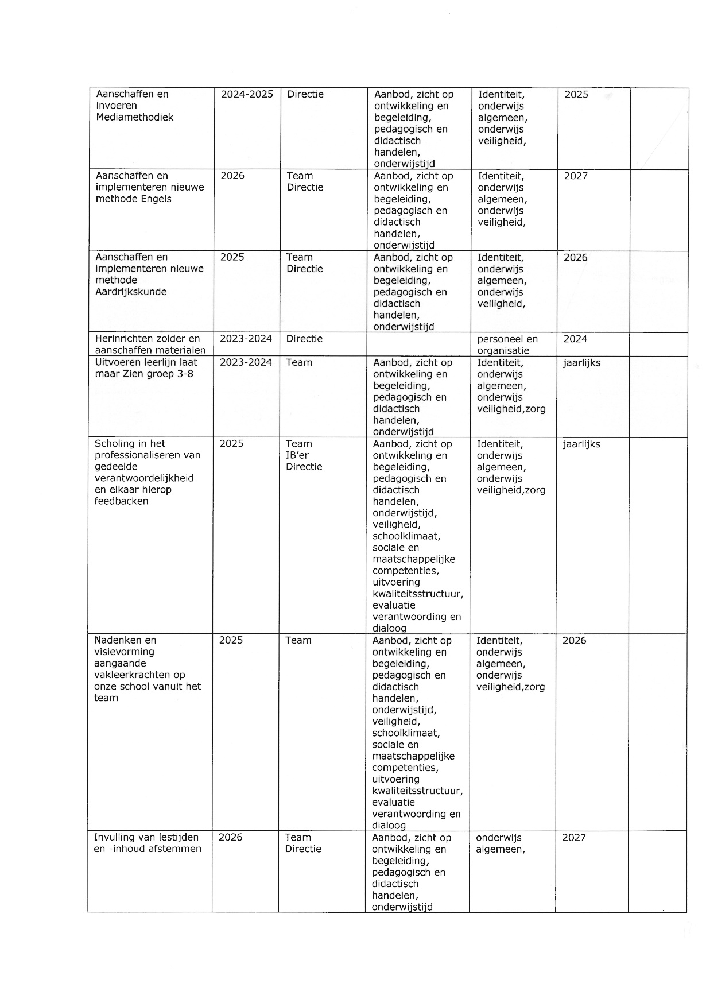 Aanschaffen en
invoeren
Mediamethodiek
2024-2025
Directie
Aanbod, zicht op
ontwikkeling en
begeleiding,
pedagogisch en
didactisch
handelen,
onderwijstijd
Identiteit,
onderwijs
algemeen,
onderwijs
veiligheid,
2025
Aanschaffen en
implementeren nieuwe
methode Engels
2026
Team
Directie
Aanbod, zicht op
ontwikkeling en
begeleiding,
pedagogisch en
didactisch
handelen,
onderwijstijd
Identiteit,
onderwijs
algemeen,
onderwijs
veiligheid,
2027
Aanschaffen en
implementeren nieuwe
methode
Aardrijkskunde
2025
Team
Directie
Aanbod, zicht op
ontwikkeling en
begeleiding,
pedagogisch en
didactisch
handelen,
onderwijstijd
Identiteit,
onderwijs
algemeen,
onderwijs
veiligheid,
2026
Herinrichten zolder en
aanschaffen materialen
2023-2024
Directie
personeel en
organisatie
2024
Uitvoeren leerlijn laat
maar Zien groep 3-8
2023-2024
Team
Aanbod, zicht op
ontwikkeling en
begeleiding,
pedagogisch en
didactisch
handelen,
onderwijstijd
Identiteit,
onderwijs
algemeen,
onderwijs
veiligheid,zorg
jaarlijks
Scholing in het
professionaliseren van
gedeelde
verantwoordelijkheid
en elkaar hierop
feedbacken
2025
Team
IB'er
Directie
Aanbod, zicht op
ontwikkeling en
begeleiding,
pedagogisch en
didactisch
handelen,
onderwijstijd,
veiligheid,
schoolklimaat,
sociale en
maatschappelijke
competenties,
uitvoering
kwaliteitsstructuur,
evaluatie
verantwoording en
dialoog
Identiteit,
onderwijs
algemeen,
onderwijs
veiligheid,zorg
jaarlijks
Nadenken en
visievorming
aangaande
vakleerkrachten op
onze school vanuit het
team
2025
Team
Aanbod, zicht op
ontwikkeling en
begeleiding,
pedagogisch en
didactisch
handelen,
onderwijstijd,
veiligheid,
schoolklimaat,
sociale en
maatschappelijke
competenties,
uitvoering
kwaliteitsstructuur,
evaluatie
verantwoording en
dialoog
Identiteit,
onderwijs
algemeen,
onderwijs
veiligheid,zorg
2026
Invulling van lestijden
en -inhoud afstemmen
2026
Team
Directie
Aanbod, zicht op
ontwikkeling en
begeleiding,
pedagogisch en
didactisch
handelen,
onderwijstijd
onderwijs
algemeen,
2027